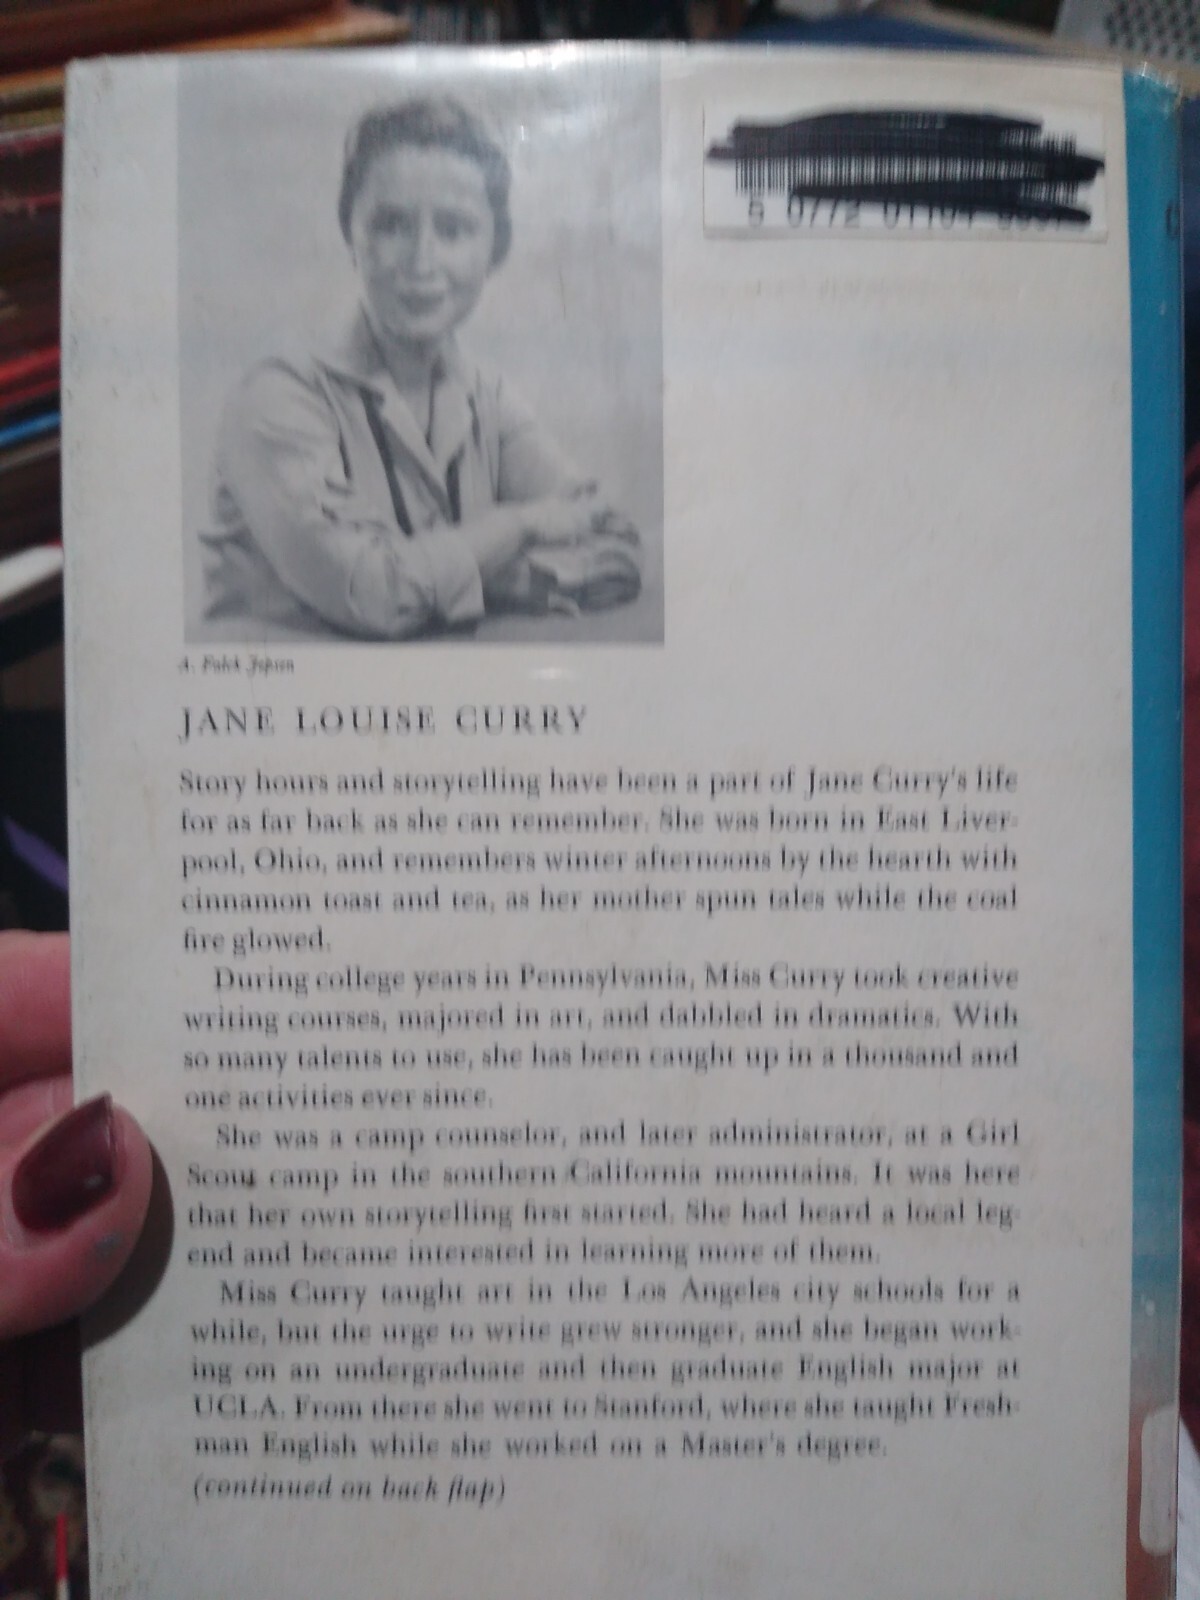 5 0772 01104
A. Falck Jepsen
JANE LOUISE CURRY
Story hours and storytelling have been a part of Jane Curry's life
for as far back as she can remember. She was born in East Liver-
pool, Ohio, and remembers winter afternoons by the hearth with
cinnamon toast and tea, as her mother spun tales while the coal
fire glowed.
During college years in Pennsylvania, Miss Curry took creative
writing courses, majored in art, and dabbled in dramatics. With
so many talents to use, she has been caught up in a thousand and
one activities ever since.
She was a camp counselor, and later administrator, at a Girl
Scout camp in the southern California mountains. It was here
that her own storytelling first started. She had heard a local leg-
end and became interested in learning more of them.
Miss Curry taught art in the Los Angeles city schools for a
while, but the urge to write grew stronger, and she began work-
ing on an undergraduate and then graduate English major at
UCLA. From there she went to Stanford, where she taught Fresh-
man English while she worked on a Master's degree.
(continued on back flap)